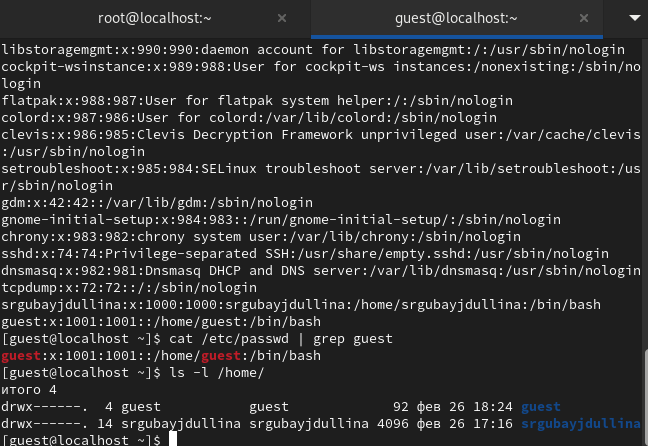 root@localhost:~ × guest@localhost:~ ×
libstoragemgmt:x:990:990:daemon account for libstoragemgmt:/:/usr/sbin/nologin
cockpit-wsinstance:x:989:988:User for cockpit-ws instances:/nonexisting:/sbin/no
login
flatpak:x:988:987:User for flatpak system helper:/:/sbin/nologin
colord:x:987:986:User for colord:/var/lib/colord:/sbin/nologin
clevis:x:986:985:Clevis Decryption Framework unprivileged user:/var/cache/clevis
:/usr/sbin/nologin
setroubleshoot:x:985:984:SELinux troubleshoot server:/var/lib/setroubleshoot:/us
r/sbin/nologin
gdm:x:42:42::/var/lib/gdm:/sbin/nologin
gnome-initial-setup:x:984:983::/run/gnome-initial-setup/:/sbin/nologin
chrony:x:983:982:chrony system user:/var/lib/chrony:/sbin/nologin
sshd:x:74:74:Privilege-separated SSH:/usr/share/empty.sshd:/usr/sbin/nologin
dnsmasq:x:982:981:Dnsmasq DHCP and DNS server:/var/lib/dnsmasq:/usr/sbin/nologin
tcpdump:x:72:72::/:/sbin/nologin
srgubayjdullina:x:1000:1000:srgubayjdullina:/home/srgubayjdullina:/bin/bash
guest:x:1001:1001::/home/guest:/bin/bash
[guest@localhost ~]$ cat /etc/passwd | grep guest
guest:x:1001:1001::/home/guest:/bin/bash
[guest@localhost ~]$ ls -l /home/
итого 4
drwx------.  4 guest           guest             92 фев 26 18:24 guest
drwx------. 14 srgubayjdullina srgubayjdullina 4096 фев 26 17:16 srgubayjdullina
[guest@localhost ~]$